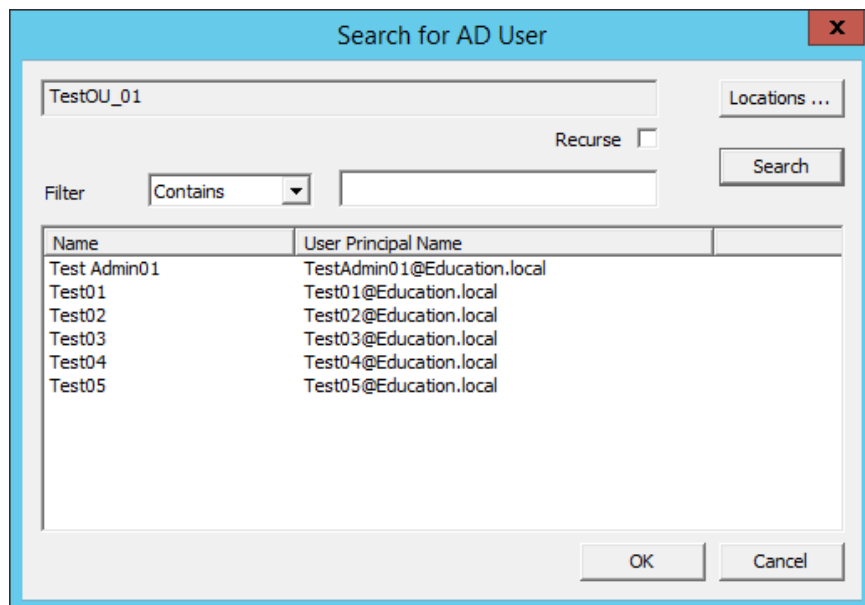 Search for AD User
x
TestOU_01
Locations ...
Recurse
Search
Filter Contains
Name User Principal Name
Test Admin01 TestAdmin01@Education.local
Test01 Test01@Education.local
Test02 Test02@Education.local
Test03 Test03@Education.local
Test04 Test04@Education.local
Test05 Test05@Education.local
OK Cancel